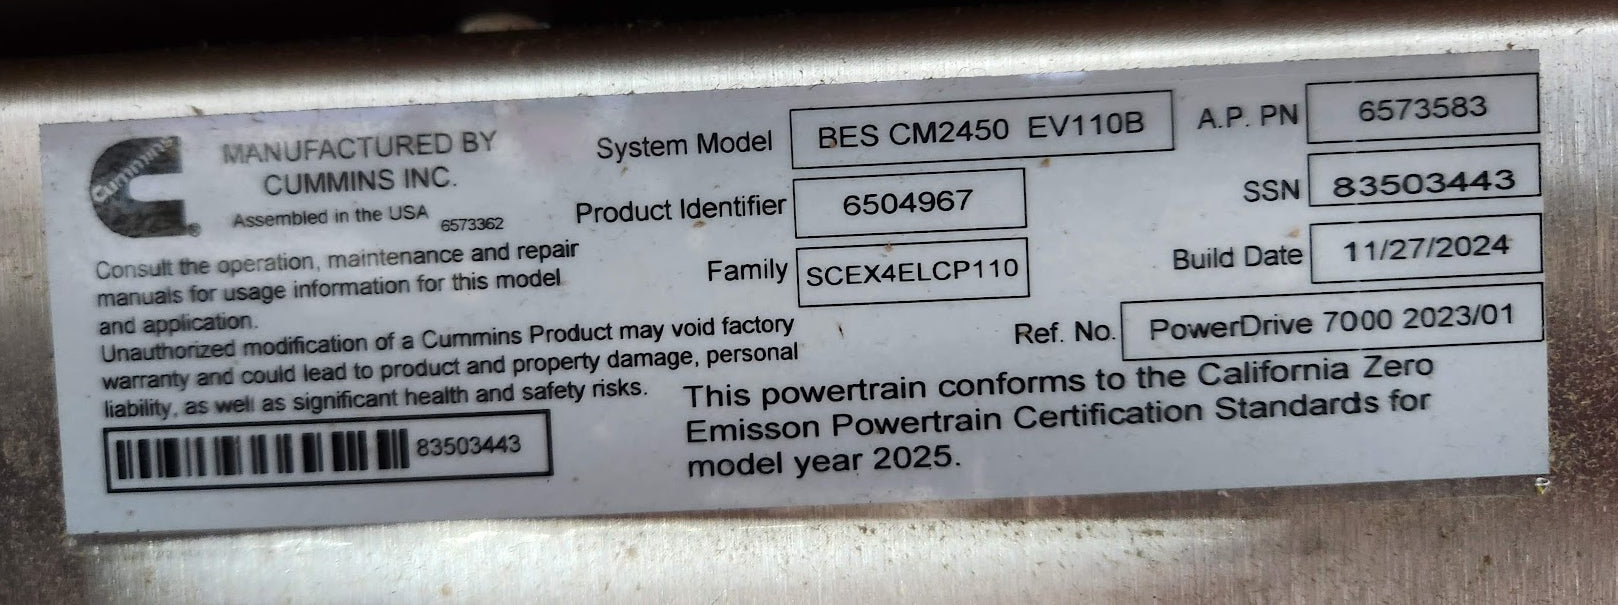 Cummins
MANUFACTURED BY
CUMMINS INC.
Assembled in the USA 6573362
Consult the operation, maintenance and repair
manuals for usage information for this model
and application.
Unauthorized modification of a Cummins Product may void factory
warranty and could lead to product and property damage, personal
liability, as well as significant health and safety risks.
83503443
System Model BES CM2450 EV110B
Product Identifier 6504967
Family SCEX4ELCP110
A.P. PN 6573583
SSN 83503443
Build Date 11/27/2024
Ref. No. PowerDrive 7000 2023/01
This powertrain conforms to the California Zero
Emisson Powertrain Certification Standards for
model year 2025.